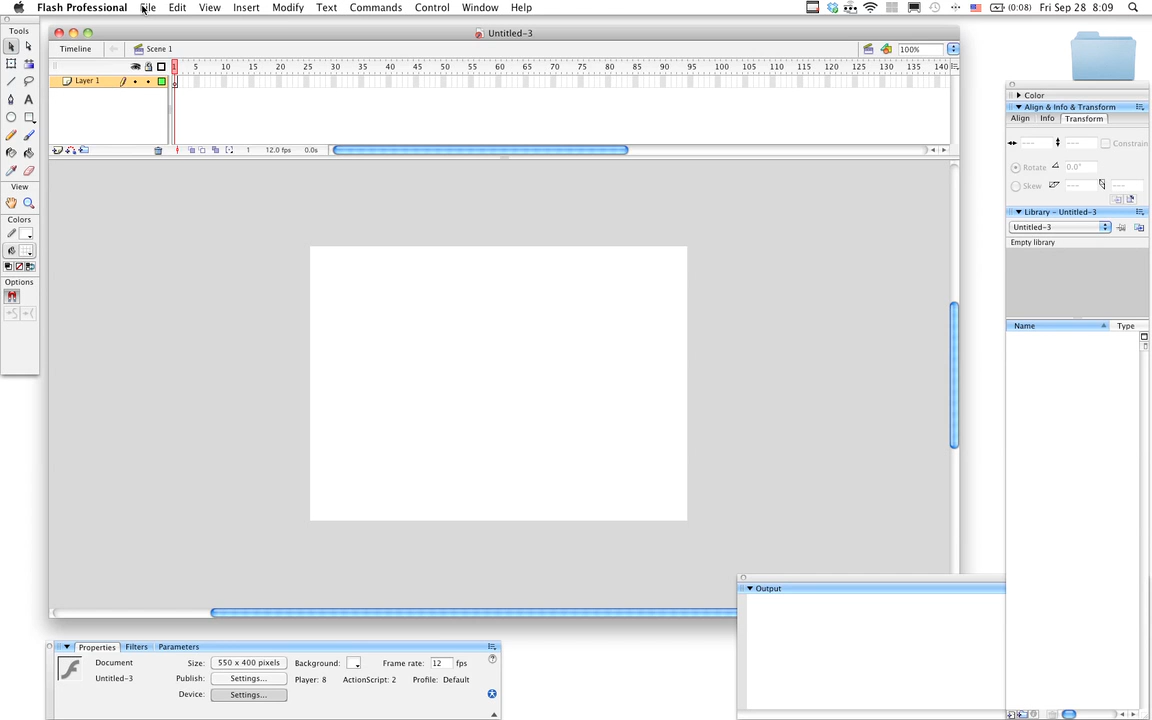 Flash Professional File Edit View Insert Modify Text Commands Control Window Help (0:08) Fri Sep 28 8:09
Tools
Untitled-3
Timeline Scene 1 100%
1 5 10 15 20 25 30 35 40 45 50 55 60 65 70 75 80 85 90 95 100 105 110 115 120 125 130 135 140
Layer 1
1 12.0 fps 0.0s
View
Colors
Options
Color
Align & Info & Transform
Align Info Transform
Constrain
Rotate 0.0°
Skew
Library - Untitled-3
Untitled-3
Empty library
Name Type
Output
Properties Filters Parameters
Document Size: 550 x 400 pixels Background: Frame rate: 12 fps
Untitled-3 Publish: Settings... Player: 8 ActionScript: 2 Profile: Default
Device: Settings...